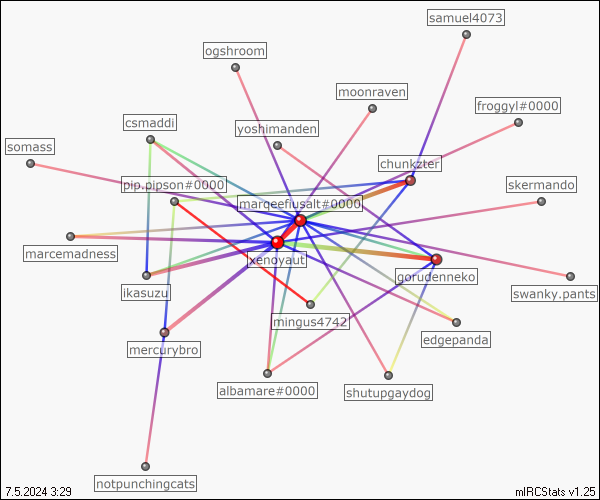 samuel4073
ogshroom
moonraven
froggyl#0000
csmaddi
yoshimanden
somass
chunkzter
pip.pipson#0000
skermando
marqeefiusalt#0000
marcemadness
xenoyaut
gorudenneko
ikasuzu
swanky.pants
mingus4742
edgepanda
mercurybro
albamare#0000
shutupgaydog
notpunchingcats
7.5.2024 3:29
mIRCStats v1.25